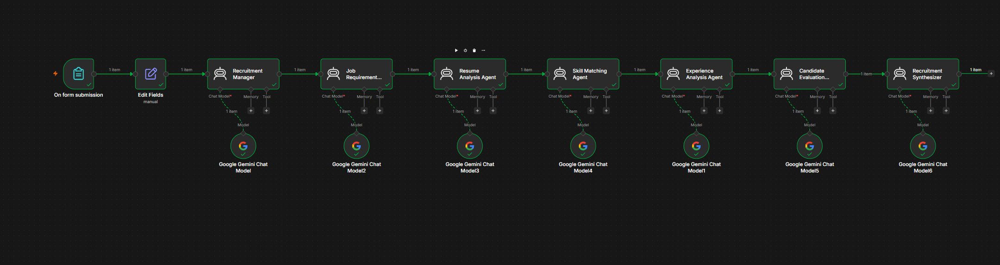 1 item
1 item
1 item
1 item
1 item
1 item
1 item
1 item
1 item
On form submission
Edit Fields
manual
Recruitment
Manager
Job
Requirement...
Resume
Analysis Agent
Skill Matching
Agent
Experience
Analysis Agent
Candidate
Evaluation...
Recruitment
Synthesizer
Chat Model*
Memory
Tool
Chat Model*
Memory
Tool
Chat Model*
Memory
Tool
Chat Model*
Memory
Tool
Chat Model*
Memory
Tool
Chat Model*
Memory
Tool
Chat Model*
Memory
Tool
1 item
1 item
1 item
1 item
1 item
1 item
1 item
Model
Model
Model
Model
Model
Model
Model
Google Gemini Chat
Model
Google Gemini Chat
Model2
Google Gemini Chat
Model3
Google Gemini Chat
Model4
Google Gemini Chat
Model1
Google Gemini Chat
Model5
Google Gemini Chat
Model6